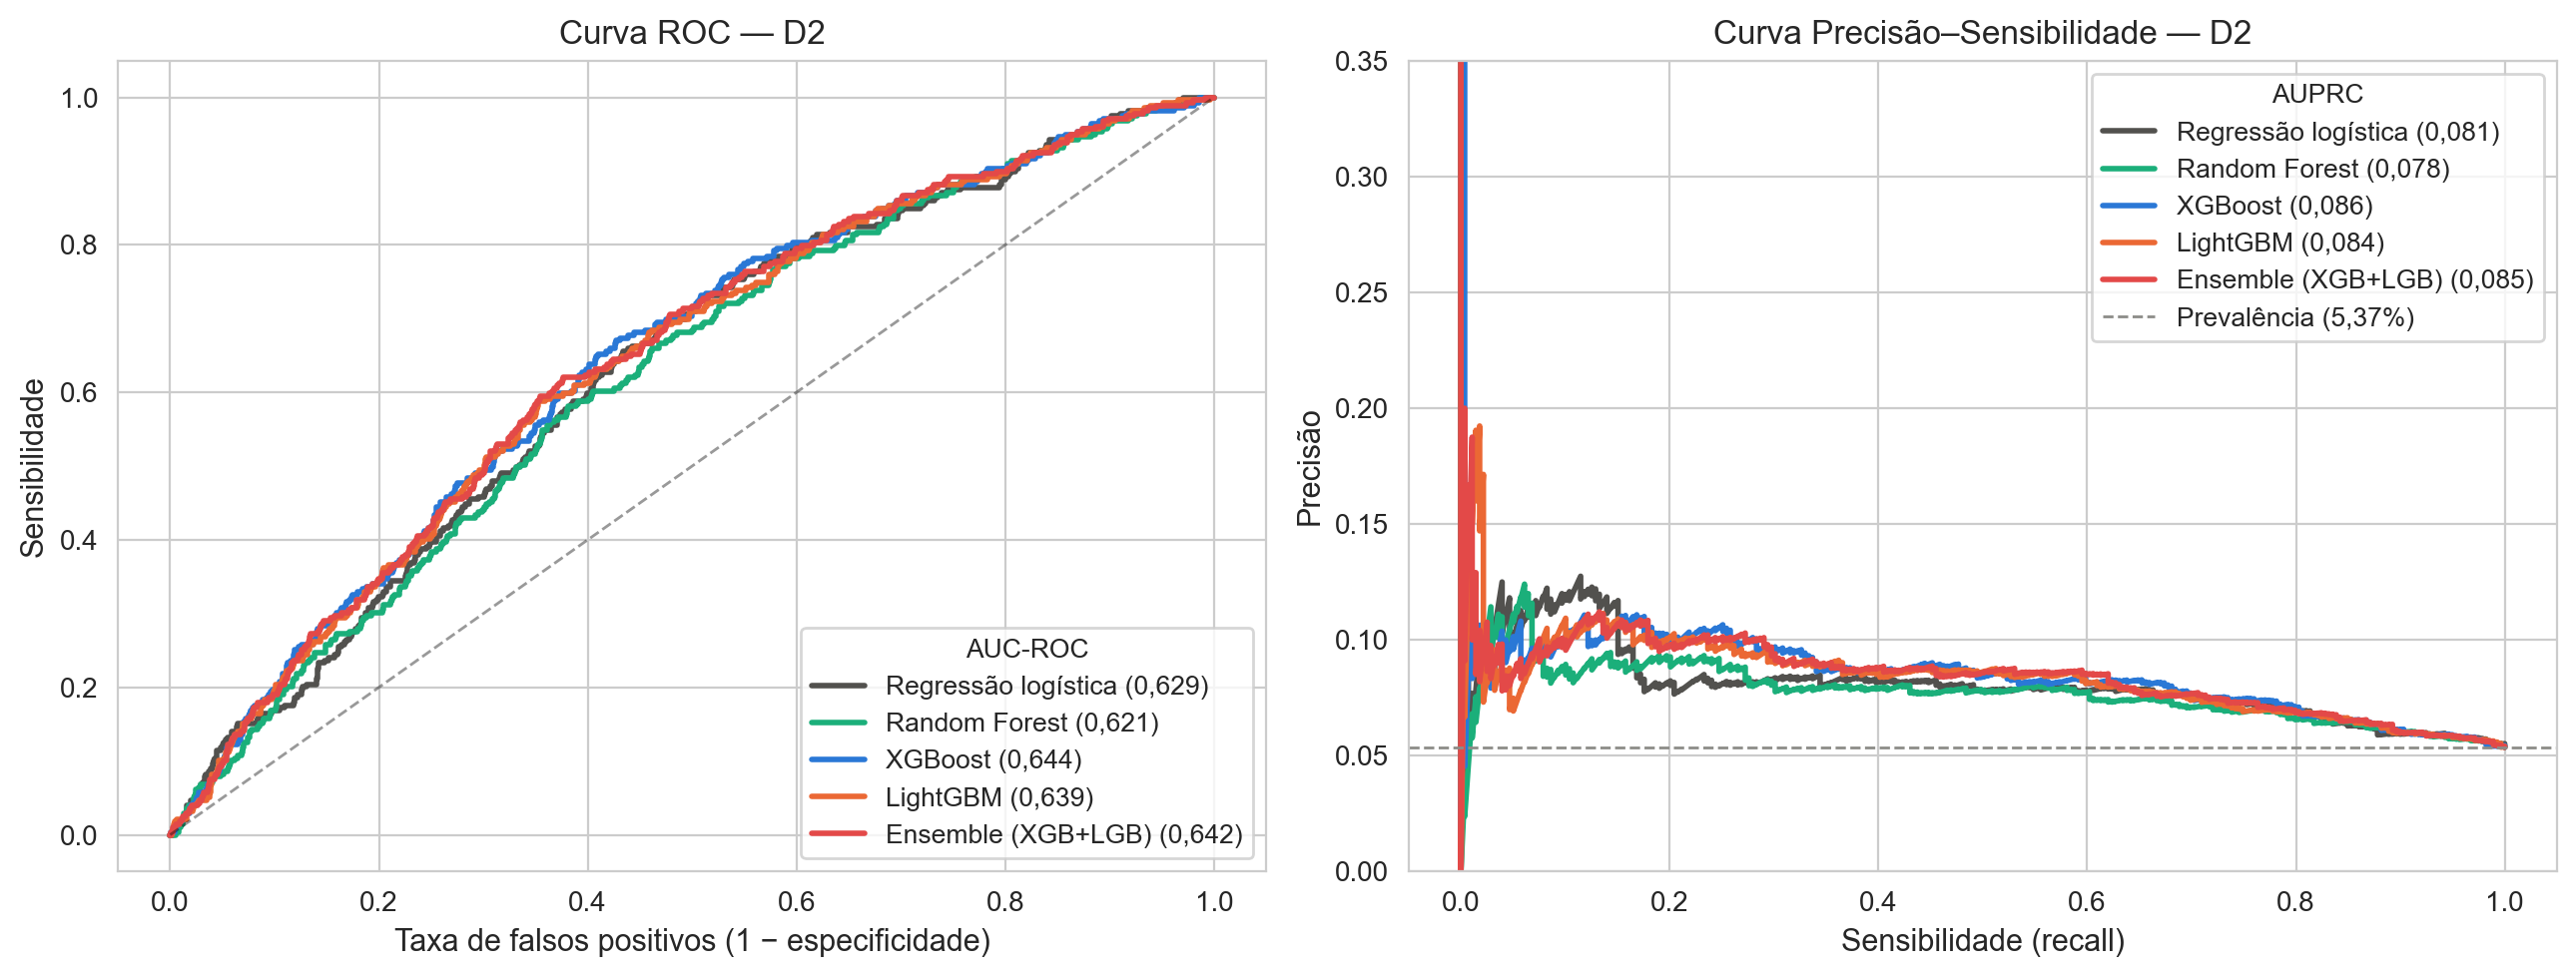 Curva ROC — D2
1.0
0.8
0.6
0.4
0.2
0.0
Sensibilidade
0.0
0.2
0.4
0.6
0.8
1.0
Taxa de falsos positivos (1 − especificidade)
AUC-ROC
Regressão logística (0,629)
Random Forest (0,621)
XGBoost (0,644)
LightGBM (0,639)
Ensemble (XGB+LGB) (0,642)
Curva Precisão–Sensibilidade — D2
0.35
0.30
0.25
0.20
0.15
0.10
0.05
0.00
Precisão
0.0
0.2
0.4
0.6
0.8
1.0
Sensibilidade (recall)
AUPRC
Regressão logística (0,081)
Random Forest (0,078)
XGBoost (0,086)
LightGBM (0,084)
Ensemble (XGB+LGB) (0,085)
Prevalência (5,37%)